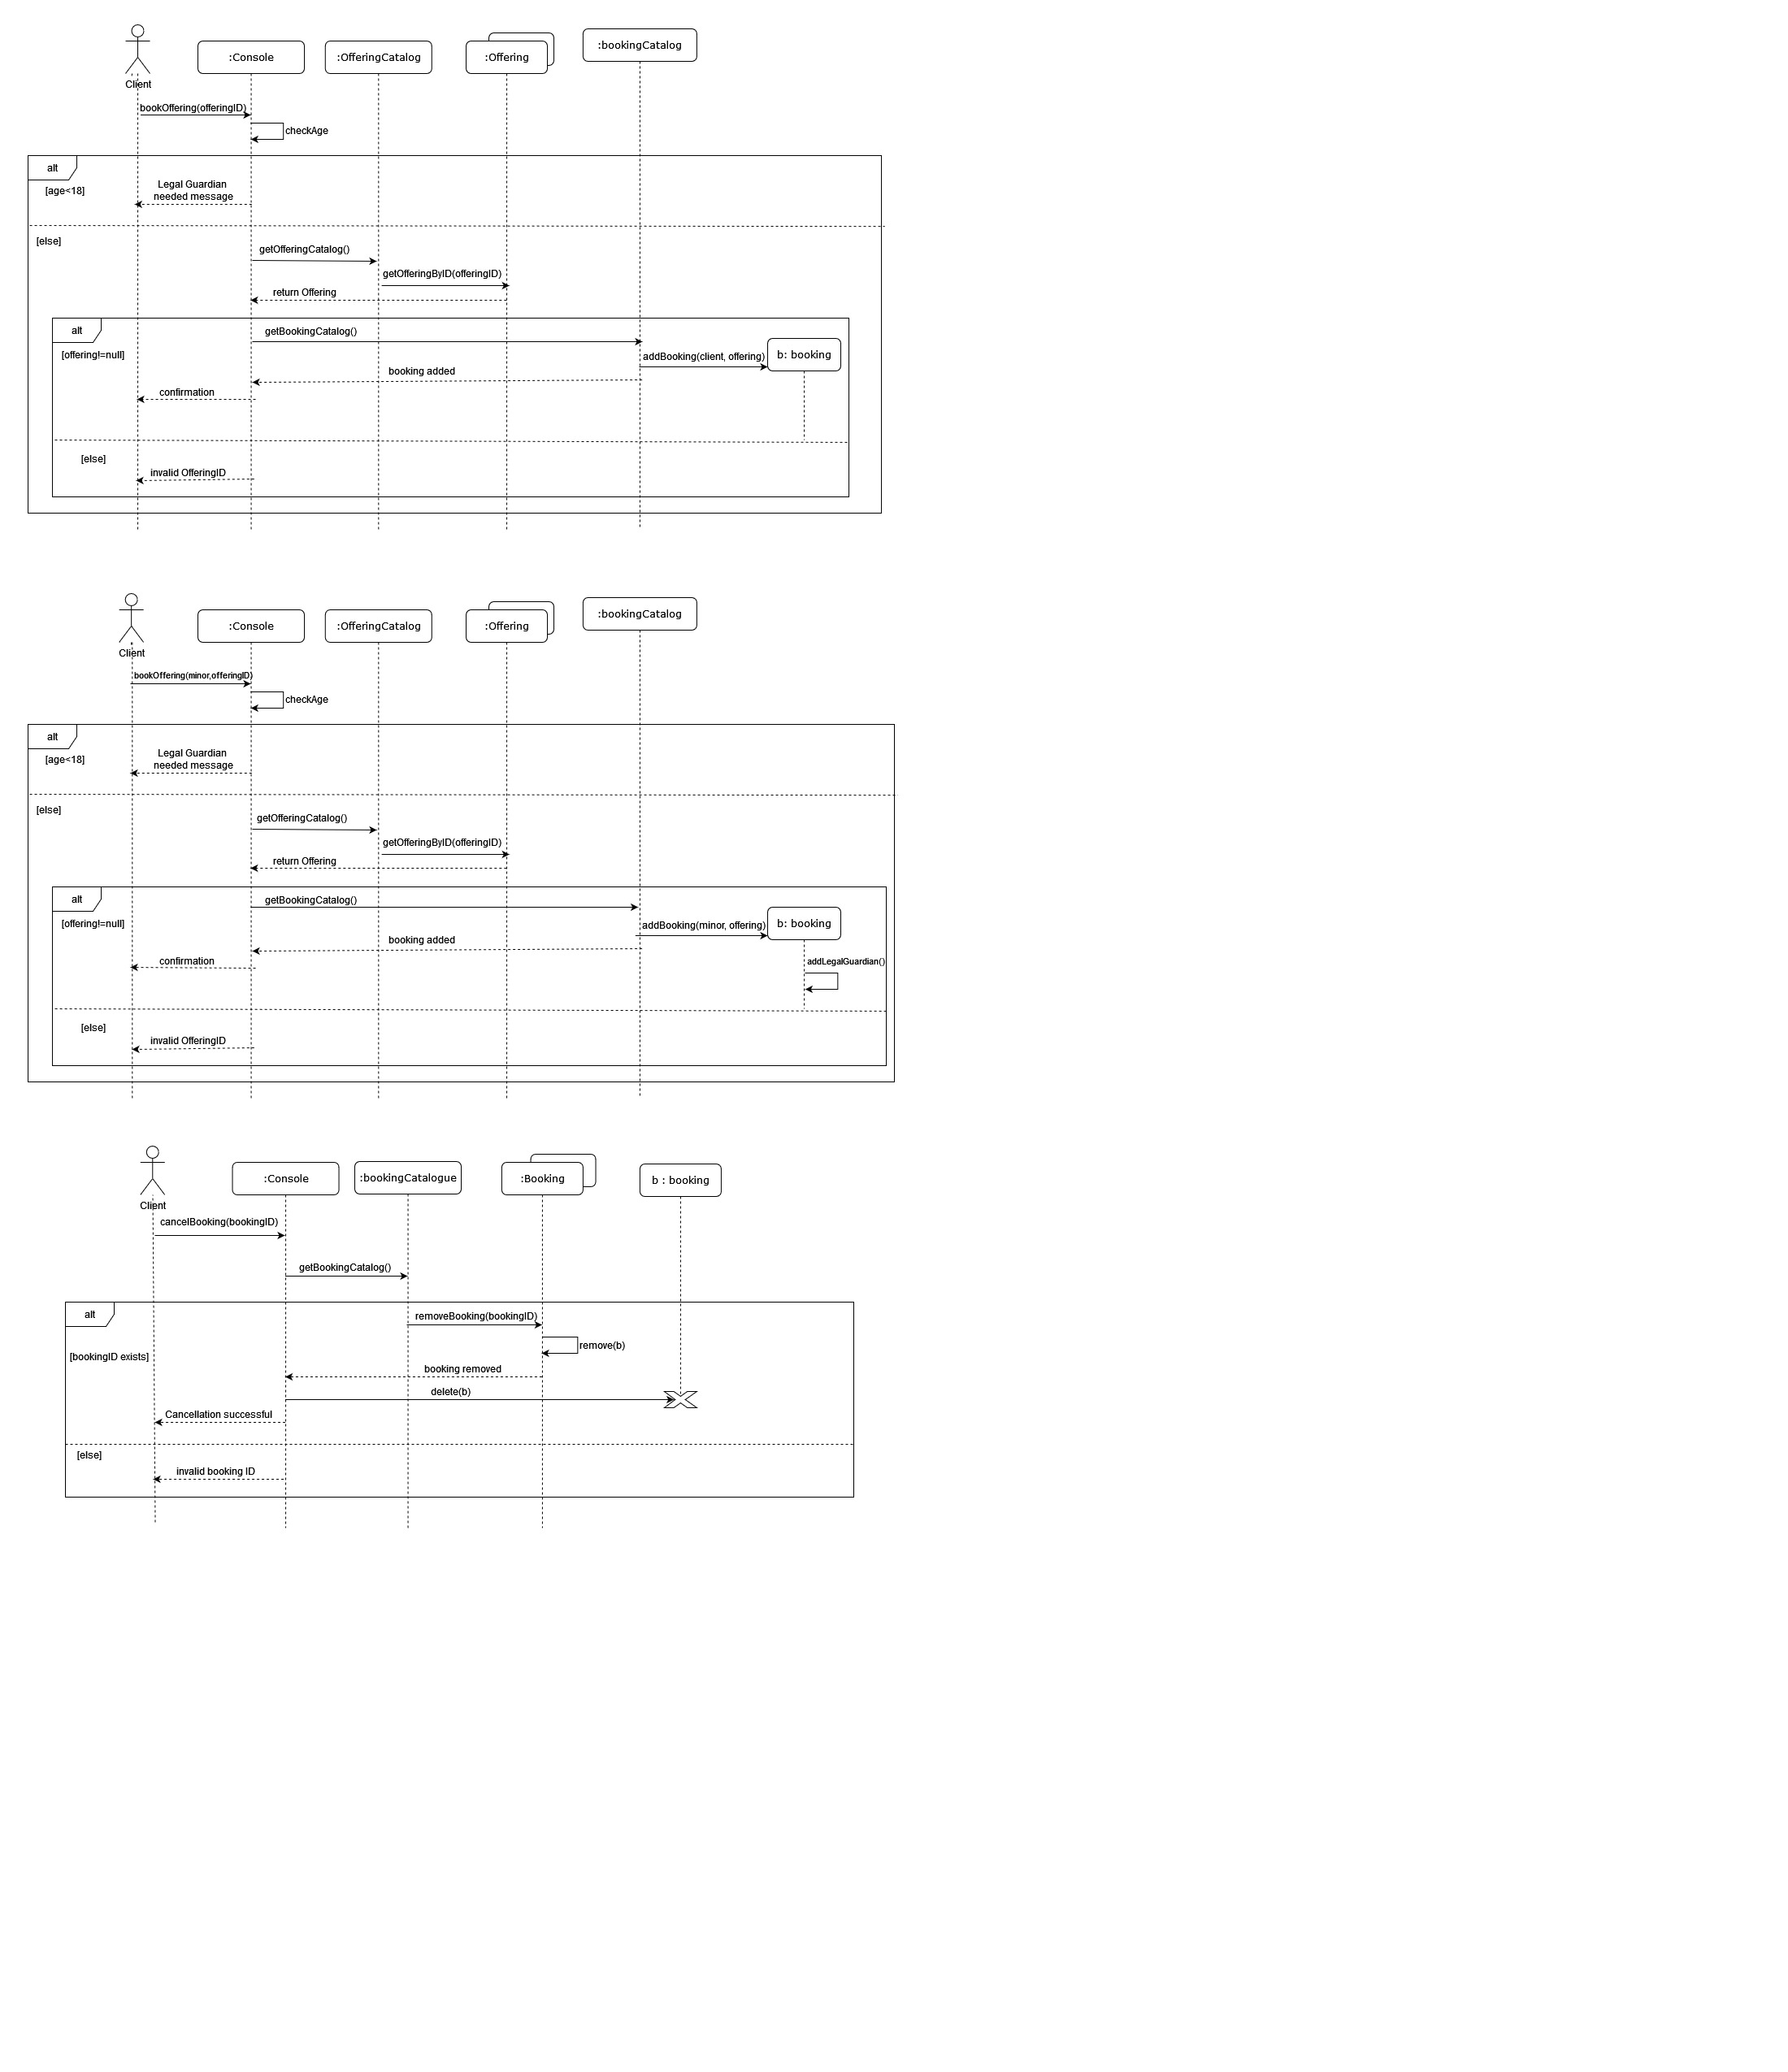 :bookingCatalog
:Console
:OfferingCatalog
:Offering
Client
bookOffering(offeringID)
checkAge
alt
[age<18]
Legal Guardian
needed message
[else]
getOfferingCatalog()
getOfferingByID(offeringID)
return Offering
alt
getBookingCatalog()
[offering!=null]
addBooking(client, offering)
b: booking
booking added
confirmation
[else]
invalid OfferingID
:bookingCatalog
:Console
:OfferingCatalog
:Offering
Client
bookOffering(minor,offeringID)
checkAge
alt
[age<18]
Legal Guardian
needed message
[else]
getOfferingCatalog()
getOfferingByID(offeringID)
return Offering
alt
getBookingCatalog()
[offering!=null]
addBooking(minor, offering)
b: booking
booking added
confirmation
addLegalGuardian()
[else]
invalid OfferingID
:Console
:bookingCatalogue
:Booking
b : booking
Client
cancelBooking(bookingID)
getBookingCatalog()
alt
removeBooking(bookingID)
remove(b)
[bookingID exists]
booking removed
delete(b)
Cancellation successful
[else]
invalid booking ID